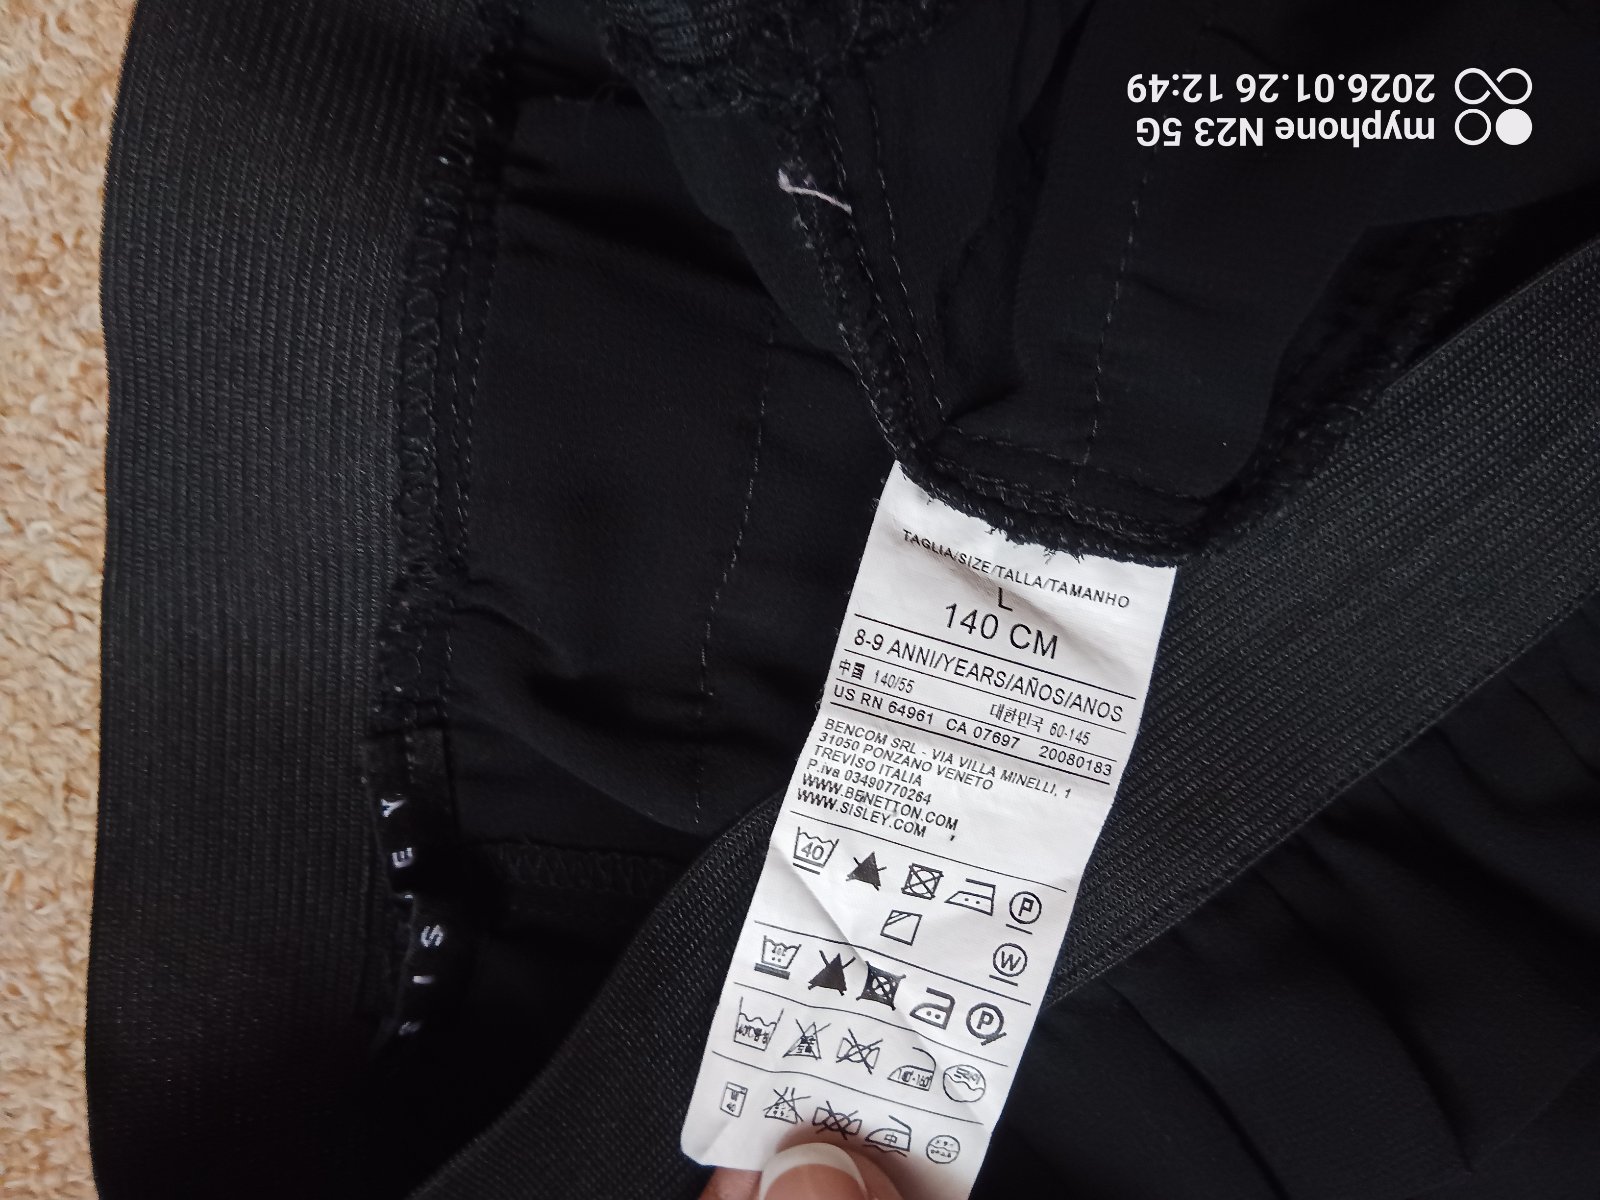 TAGLIA/SIZE/TALLA/TAMANHO
L
140 CM
8-9 ANNI/YEARS/AÑOS/ANOS
中国 140/55 대한민국 60-145
US RN 64961 CA 07697 20080183
BENCOM SRL - VIA VILLA MINELLI, 1
31050 PONZANO VENETO
TREVISO ITALIA
P.iva 03490770264
WWW.BENETTON.COM
WWW.SISLEY.COM
40
P
W
P
中
SISLEY
myphone N23 5G
2026.01.26 12:49